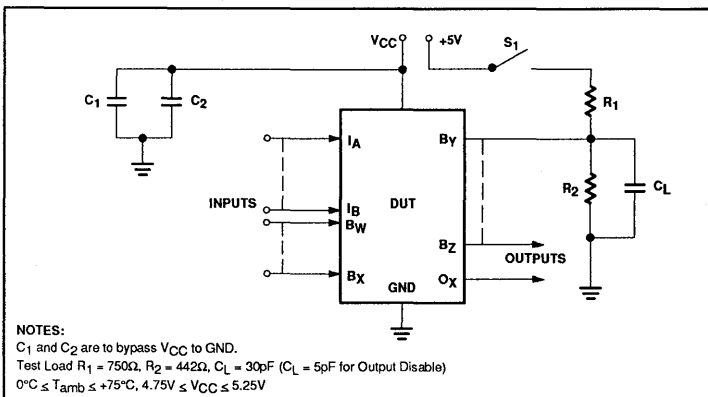 VCC +5V S1
C1 C2 R1
IA BY
R2 CL
INPUTS IB DUT
BW
BZ OUTPUTS
BX GND OX
NOTES:
C1 and C2 are to bypass VCC to GND.
Test Load R1 = 750Ω, R2 = 442Ω, CL = 30pF (CL = 5pF for Output Disable)
0°C ≤ Tamb ≤ +75°C, 4.75V ≤ VCC ≤ 5.25V